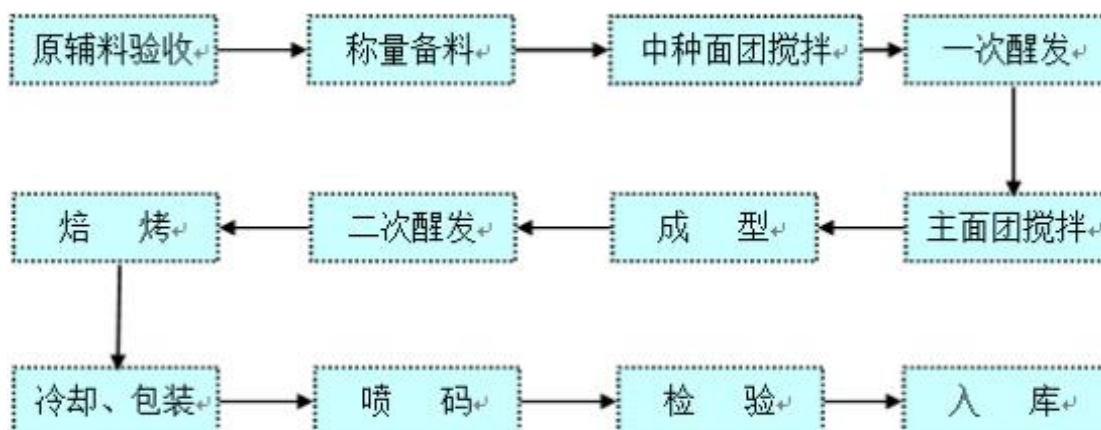 原辅料验收
称量备料
中种面团搅拌
一次醒发
主面团搅拌
成 型
二次醒发
焙 烤
冷却、包装
喷 码
检 验
入 库